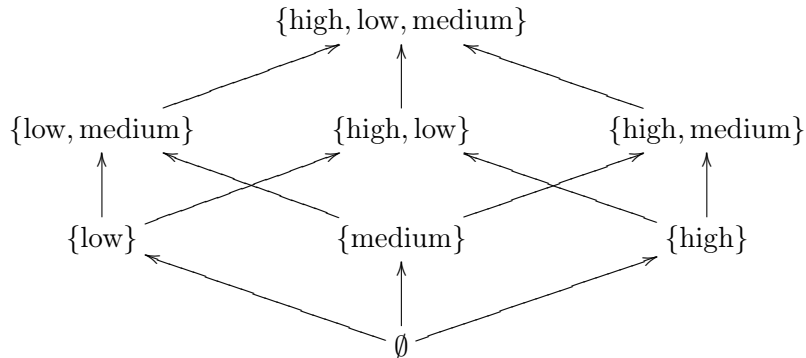 {high, low, medium}
{low, medium} {high, low} {high, medium}
{low} {medium} {high}
∅